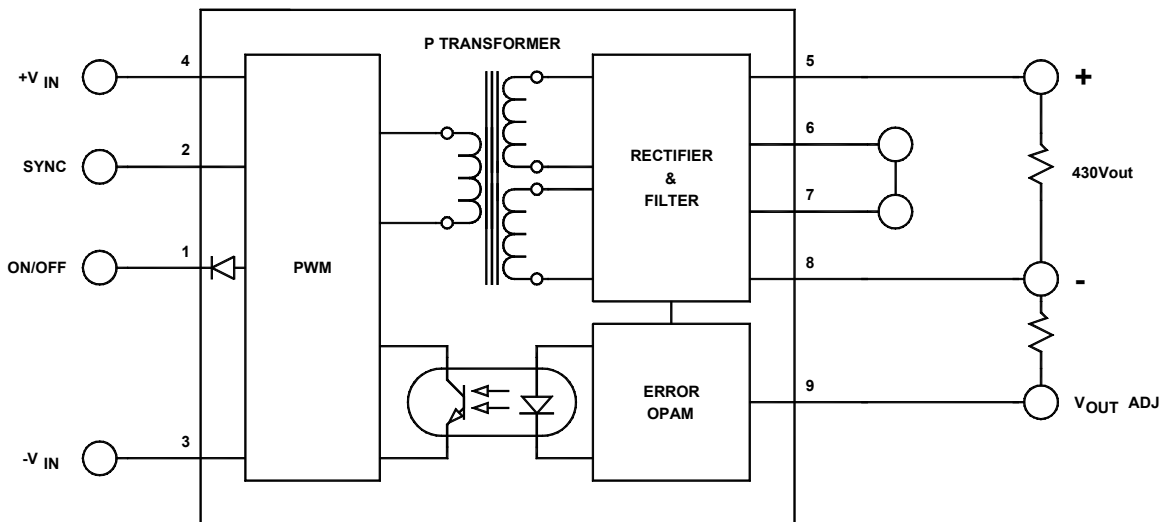 P TRANSFORMER
4
+V IN
2
SYNC
1
ON/OFF
3
-V IN
PWM
RECTIFIER
&
FILTER
ERROR
OPAM
5
+
6
7
430Vout
8
-
9
VOUT ADJ